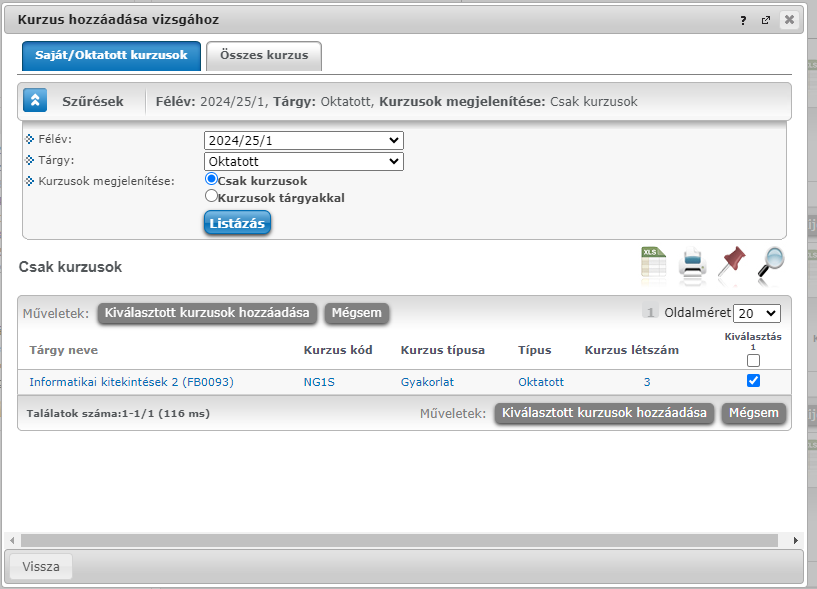 Kurzus hozzáadása vizsgához
Saját/Oktatott kurzusok Összes kurzus
Szűrések Félév: 2024/25/1, Tárgy: Oktatott, Kurzusok megjelenítése: Csak kurzusok
Félév: 2024/25/1
Tárgy: Oktatott
Kurzusok megjelenítése: Csak kurzusok
Kurzusok tárgyakkal
Listázás
XLS
Csak kurzusok
Műveletek: Kiválasztott kurzusok hozzáadása Mégsem 1 Oldalméret 20
Tárgy neve Kurzus kód Kurzus típusa Típus Kurzus létszám Kiválasztás
1
Informatikai kitekintések 2 (FB0093) NG1S Gyakorlat Oktatott 3
Találatok száma:1-1/1 (116 ms) Műveletek: Kiválasztott kurzusok hozzáadása Mégsem
Vissza